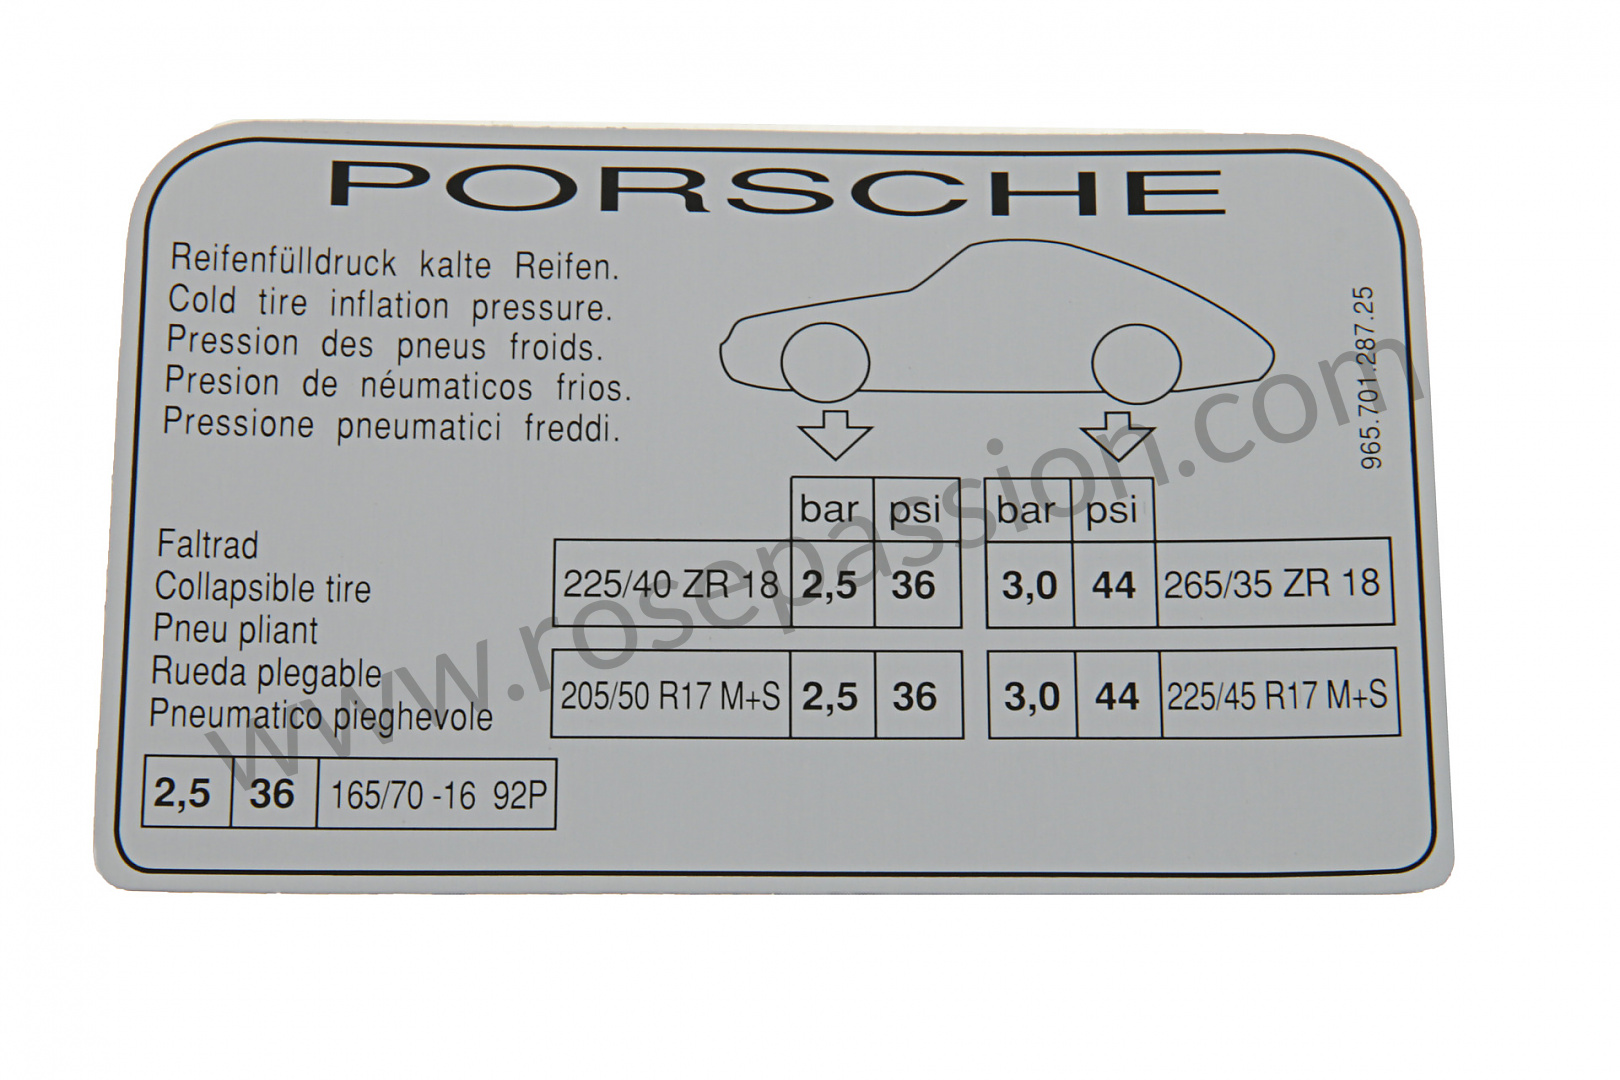 PORSCHE
Reifenfülldruck kalte Reifen.
Cold tire inflation pressure.
Pression des pneus froids.
Presion de néumaticos frios.
Pressione pneumatici freddi.
965.701.287.25
bar psi bar psi
Faltrad
Collapsible tire
Pneu pliant
Rueda plegable
Pneumatico pieghevole
225/40 ZR 18 2,5 36 3,0 44 265/35 ZR 18
205/50 R17 M+S 2,5 36 3,0 44 225/45 R17 M+S
2,5 36 165/70 -16 92P
www.rosepassion.com